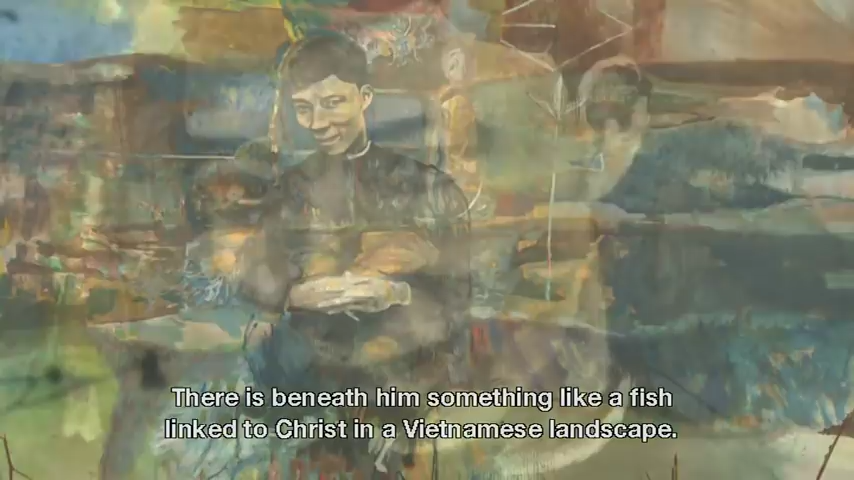 There is beneath him something like a fish
linked to Christ in a Vietnamese landscape.